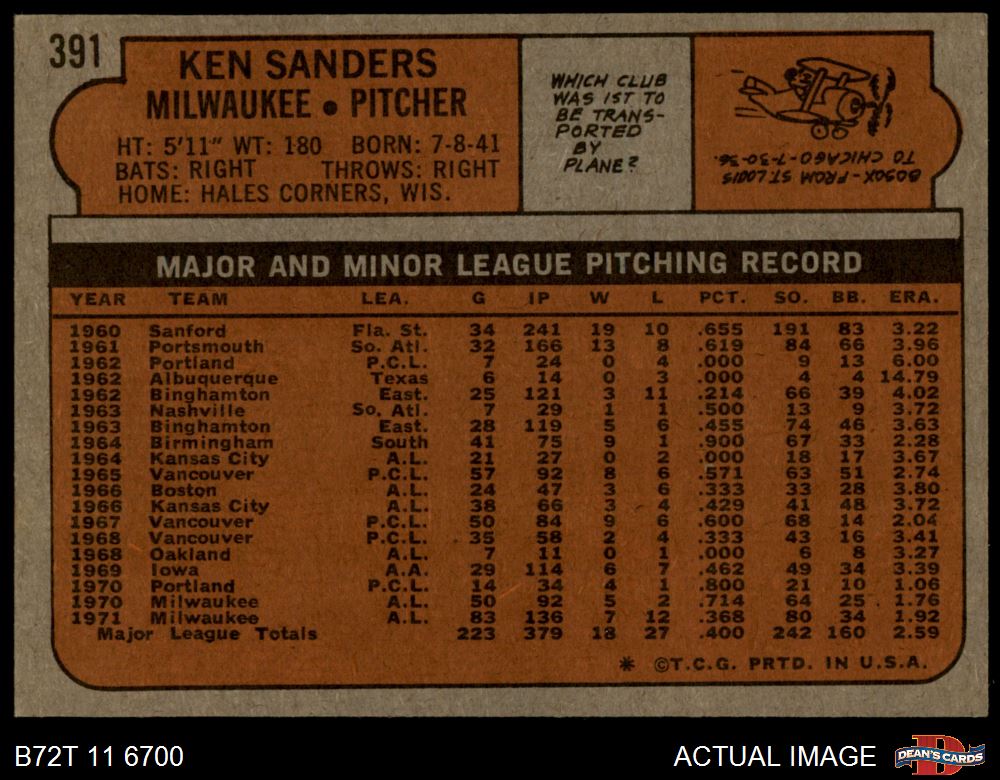 391
KEN SANDERS
MILWAUKEE • PITCHER
HT: 5'11" WT: 180 BORN: 7-8-41
BATS: RIGHT THROWS: RIGHT
HOME: HALES CORNERS, WIS.
WHICH CLUB
WAS 1ST TO
BE TRANS-
PORTED
BY
PLANE?
BOSOX-FROM ST. LOUIS
TO CHICAGO-7-30-36.
MAJOR AND MINOR LEAGUE PITCHING RECORD
YEAR TEAM LEA. G IP W L PCT. SO. BB. ERA.
1960 Sanford Fla. St. 34 241 19 10 .655 191 83 3.22
1961 Portsmouth So. Atl. 32 166 13 8 .619 84 66 3.96
1962 Portland P.C.L. 7 24 0 4 .000 9 13 6.00
1962 Albuquerque Texas 6 14 0 3 .000 4 4 14.79
1962 Binghamton East. 25 121 3 11 .214 66 39 4.02
1963 Nashville So. Atl. 7 29 1 1 .500 13 9 3.72
1963 Binghamton East. 28 119 5 6 .455 74 46 3.63
1964 Birmingham South 41 75 9 1 .900 67 33 2.28
1964 Kansas City A.L. 21 27 0 2 .000 18 17 3.67
1965 Vancouver P.C.L. 57 92 8 6 .571 63 51 2.74
1966 Boston A.L. 24 47 3 6 .333 33 28 3.80
1966 Kansas City A.L. 38 66 3 4 .429 41 48 3.72
1967 Vancouver P.C.L. 50 84 9 6 .600 68 14 2.04
1968 Vancouver P.C.L. 35 58 2 4 .333 43 16 3.41
1968 Oakland A.L. 7 11 0 1 .000 6 8 3.27
1969 Iowa A.A. 29 114 6 7 .462 49 34 3.39
1970 Portland P.C.L. 14 34 4 1 .800 21 10 1.06
1970 Milwaukee A.L. 50 92 5 2 .714 64 25 1.76
1971 Milwaukee A.L. 83 136 7 12 .368 80 34 1.92
Major League Totals 223 379 18 27 .400 242 160 2.59
* ©T.C.G. PRTD. IN U.S.A.
B72T 11 6700
ACTUAL IMAGE
DEAN'S CARDS